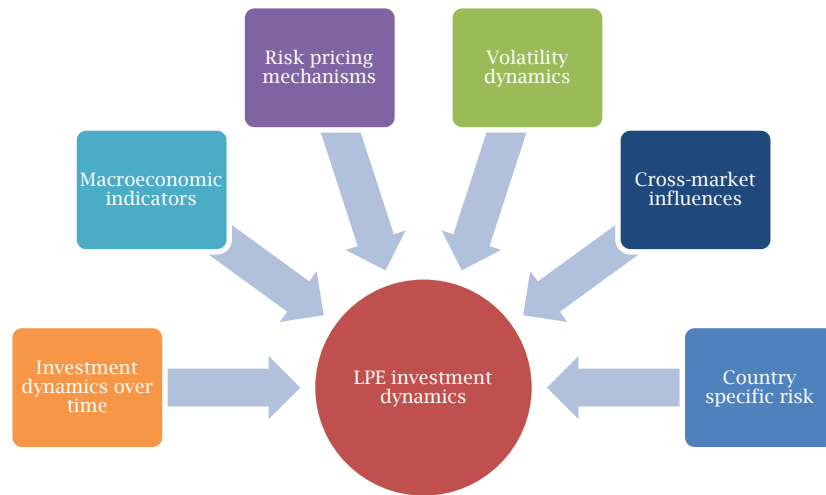 Risk pricing
mechanisms
Volatility
dynamics
Macroeconomic
indicators
Cross-market
influences
Investment
dynamics over
time
LPE investment
dynamics
Country
specific risk